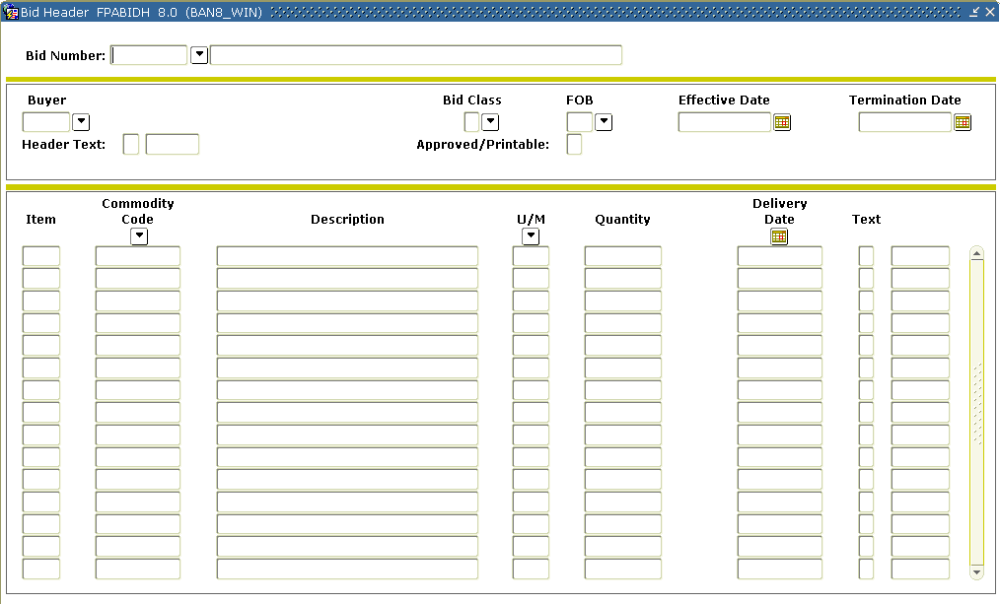 Bid Header FPABIDH 8.0 (BAN8_WIN)
Bid Number:
Buyer Bid Class FOB Effective Date Termination Date
Header Text: Approved/Printable:
Commodity Delivery
Item Code Description U/M Quantity Date Text